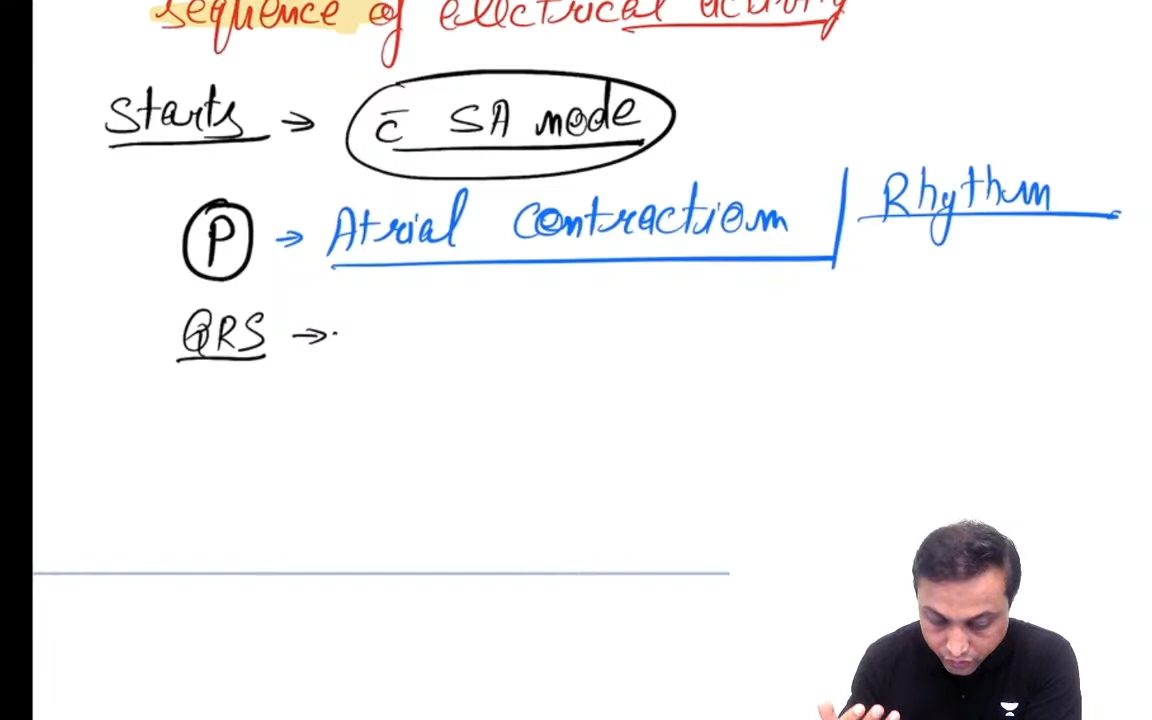 sequence of electrical activity
Starts → c̄ SA node
P → Atrial contraction | Rhythm
QRS →